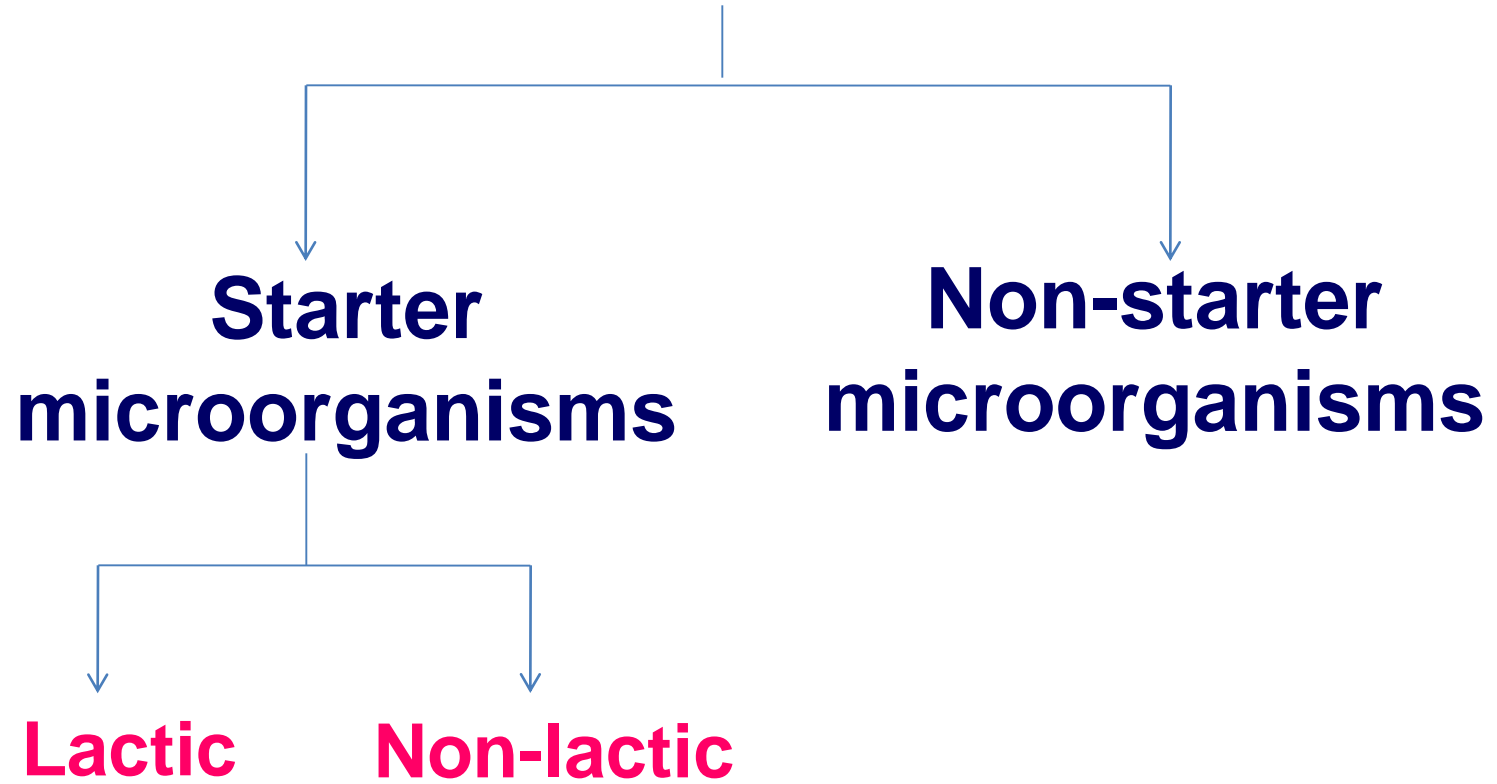 Starter
microorganisms
Non-starter
microorganisms
Lactic
Non-lactic